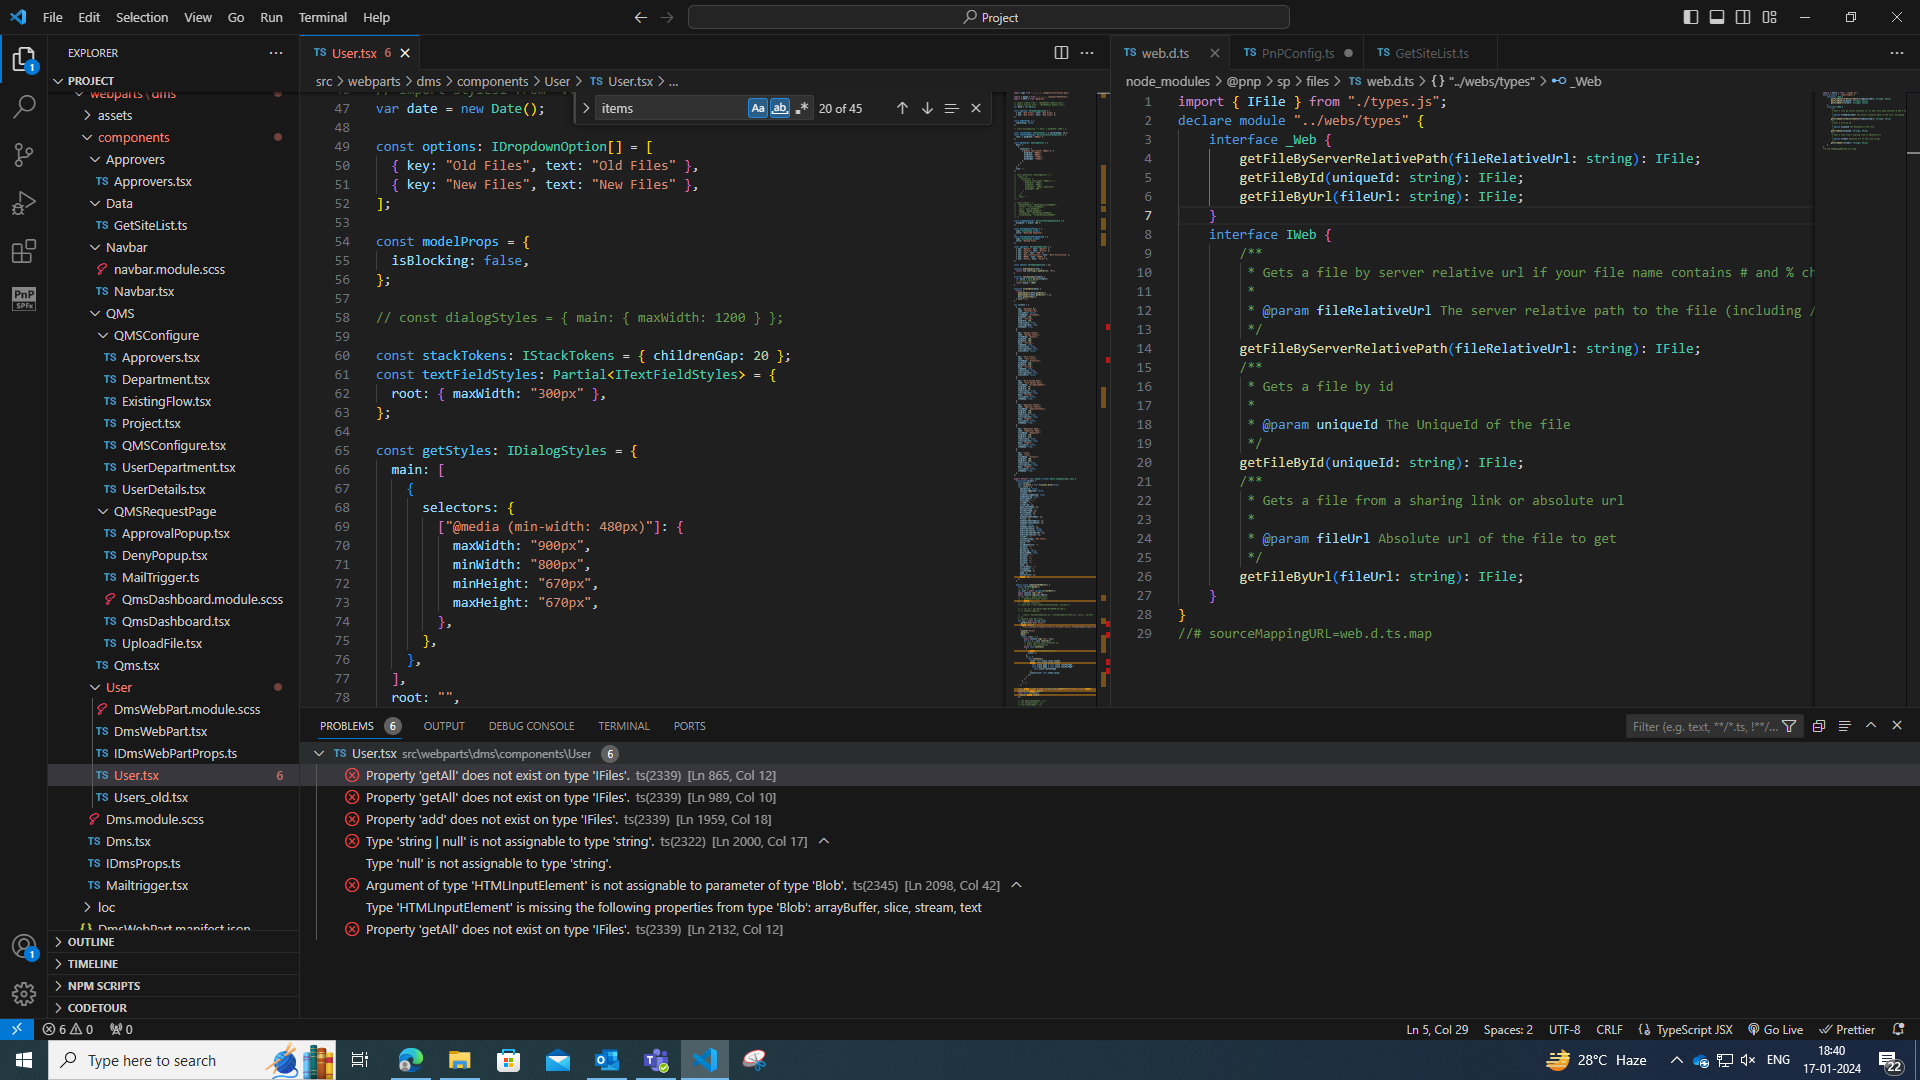 File Edit Selection View Go Run Terminal Help
Project
EXPLORER
PROJECT
webparts \ dms
assets
components
Approvers
TS Approvers.tsx
Data
TS GetSiteList.ts
Navbar
navbar.module.scss
TS Navbar.tsx
QMS
QMSConfigure
TS Approvers.tsx
TS Department.tsx
TS ExistingFlow.tsx
TS Project.tsx
TS QMSConfigure.tsx
TS UserDepartment.tsx
TS UserDetails.tsx
QMSRequestPage
TS ApprovalPopup.tsx
TS DenyPopup.tsx
TS MailTrigger.ts
QmsDashboard.module.scss
TS QmsDashboard.tsx
TS UploadFile.tsx
TS Qms.tsx
User
DmsWebPart.module.scss
TS DmsWebPart.tsx
TS IDmsWebPartProps.ts
TS User.tsx 6
TS Users_old.tsx
Dms.module.scss
TS Dms.tsx
TS IDmsProps.ts
TS Mailtrigger.tsx
loc
{} DmsWebPart.manifest.json
OUTLINE
TIMELINE
NPM SCRIPTS
CODETOUR
PnP
SPFx
1
1
TS User.tsx 6
src > webparts > dms > components > User > TS User.tsx > ...
items Aa ab 20 of 45
47 var date = new Date();
48
49 const options: IDropdownOption[] = [
50 { key: "Old Files", text: "Old Files" },
51 { key: "New Files", text: "New Files" },
52 ];
53
54 const modelProps = {
55 isBlocking: false,
56 };
57
58 // const dialogStyles = { main: { maxWidth: 1200 } };
59
60 const stackTokens: IStackTokens = { childrenGap: 20 };
61 const textFieldStyles: Partial<ITextFieldStyles> = {
62 root: { maxWidth: "300px" },
63 };
64
65 const getStyles: IDialogStyles = {
66 main: [
67 {
68 selectors: {
69 ["@media (min-width: 480px)"]: {
70 maxWidth: "900px",
71 minWidth: "800px",
72 minHeight: "670px",
73 maxHeight: "670px",
74 },
75 },
76 },
77 ],
78 root: "",
TS web.d.ts TS PnPConfig.ts TS GetSiteList.ts
node_modules > @pnp > sp > files > TS web.d.ts > {} "../webs/types" > _Web
1 import { IFile } from "./types.js";
2 declare module "../webs/types" {
3 interface _Web {
4 getFileByServerRelativePath(fileRelativeUrl: string): IFile;
5 getFileById(uniqueId: string): IFile;
6 getFileByUrl(fileUrl: string): IFile;
7 }
8 interface IWeb {
9 /**
10 * Gets a file by server relative url if your file name contains # and % ch
11 *
12 * @param fileRelativeUrl The server relative path to the file (including /
13 */
14 getFileByServerRelativePath(fileRelativeUrl: string): IFile;
15 /**
16 * Gets a file by id
17 *
18 * @param uniqueId The UniqueId of the file
19 */
20 getFileById(uniqueId: string): IFile;
21 /**
22 * Gets a file from a sharing link or absolute url
23 *
24 * @param fileUrl Absolute url of the file to get
25 */
26 getFileByUrl(fileUrl: string): IFile;
27 }
28 }
29 //# sourceMappingURL=web.d.ts.map
PROBLEMS 6 OUTPUT DEBUG CONSOLE TERMINAL PORTS
Filter (e.g. text, **/*.ts, !**/...
TS User.tsx src\webparts\dms\components\User 6
Property 'getAll' does not exist on type 'IFiles'. ts(2339) [Ln 865, Col 12]
Property 'getAll' does not exist on type 'IFiles'. ts(2339) [Ln 989, Col 10]
Property 'add' does not exist on type 'IFiles'. ts(2339) [Ln 1959, Col 18]
Type 'string | null' is not assignable to type 'string'. ts(2322) [Ln 2000, Col 17]
Type 'null' is not assignable to type 'string'.
Argument of type 'HTMLInputElement' is not assignable to parameter of type 'Blob'. ts(2345) [Ln 2098, Col 42]
Type 'HTMLInputElement' is missing the following properties from type 'Blob': arrayBuffer, slice, stream, text
Property 'getAll' does not exist on type 'IFiles'. ts(2339) [Ln 2132, Col 12]
6 0 0
Ln 5, Col 29 Spaces: 2 UTF-8 CRLF TypeScript JSX Go Live Prettier
Type here to search
28°C Haze ENG
18:40
17-01-2024
22